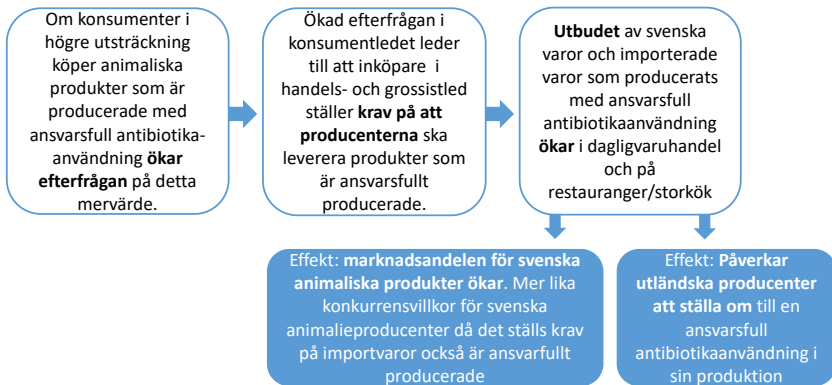 Om konsumenter i
högre utsträckning
köper animaliska
produkter som är
producerade med
ansvarsfull antibiotika-
användning ökar
efterfrågan på detta
mervärde.
Ökad efterfrågan i
konsumentledet leder
till att inköpare i
handels- och grossistled
ställer krav på att
producenterna ska
leverera produkter som
är ansvarsfullt
producerade.
Utbudet av svenska
varor och importerade
varor som producerats
med ansvarsfull
antibiotikaanvändning
ökar i dagligvaruhandel
och på
restauranger/storkök
Effekt: marknadsandelen för svenska
animaliska produkter ökar. Mer lika
konkurrensvillkor för svenska
animalieproducenter då det ställs krav
på importvaror också är ansvarfullt
producerade
Effekt: Påverkar
utländska producenter
att ställa om till en
ansvarsfull
antibiotikaanvändning i
sin produktion